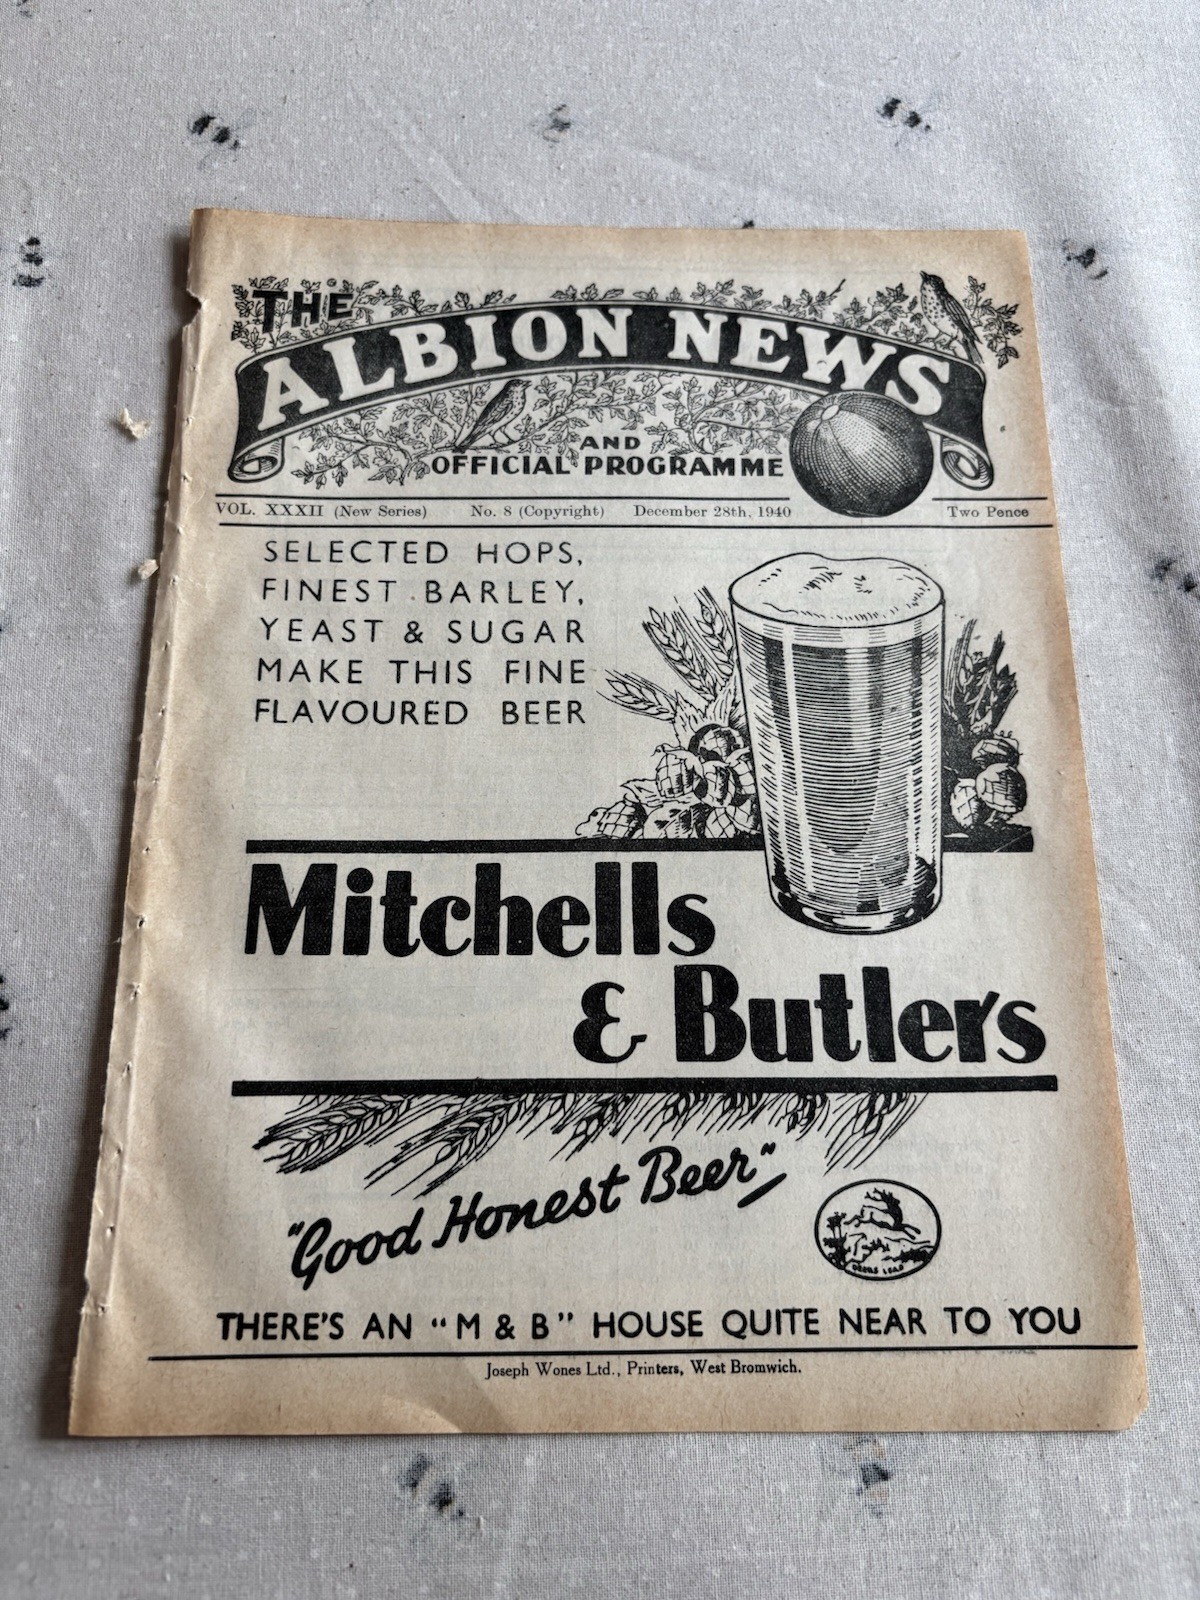 THE
ALBION NEWS
AND
OFFICIAL PROGRAMME
VOL. XXXII (New Series) No. 8 (Copyright) December 28th, 1940 Two Pence
SELECTED HOPS,
FINEST BARLEY,
YEAST & SUGAR
MAKE THIS FINE
FLAVOURED BEER
Mitchells
& Butlers
"Good Honest Beer"
DEERS LEAP
THERE'S AN "M & B" HOUSE QUITE NEAR TO YOU
Joseph Wones Ltd., Printers, West Bromwich.